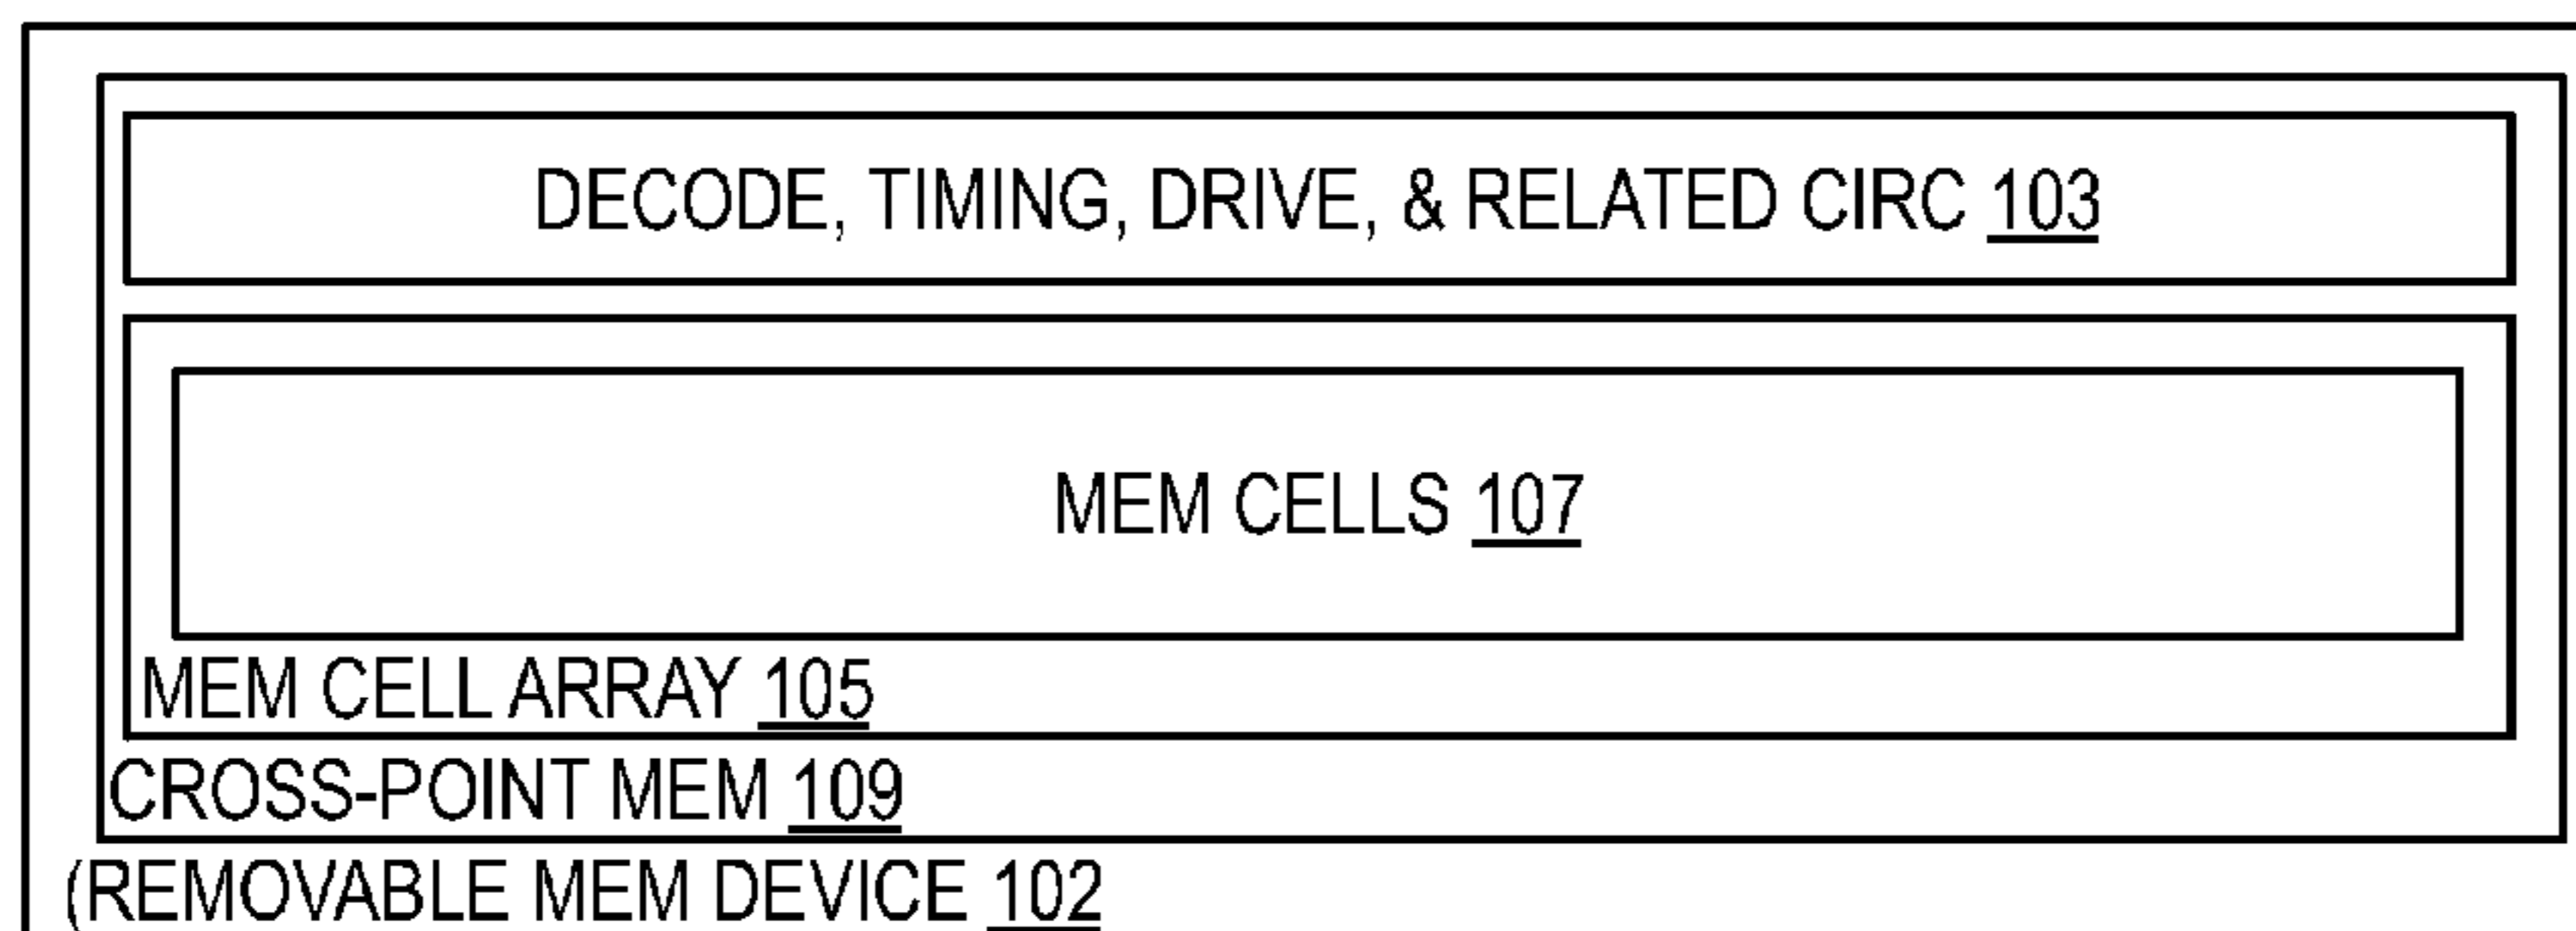 DECODE, TIMING, DRIVE, & RELATED CIRC 103
MEM CELLS 107
MEM CELL ARRAY 105
CROSS-POINT MEM 109
(REMOVABLE MEM DEVICE 102